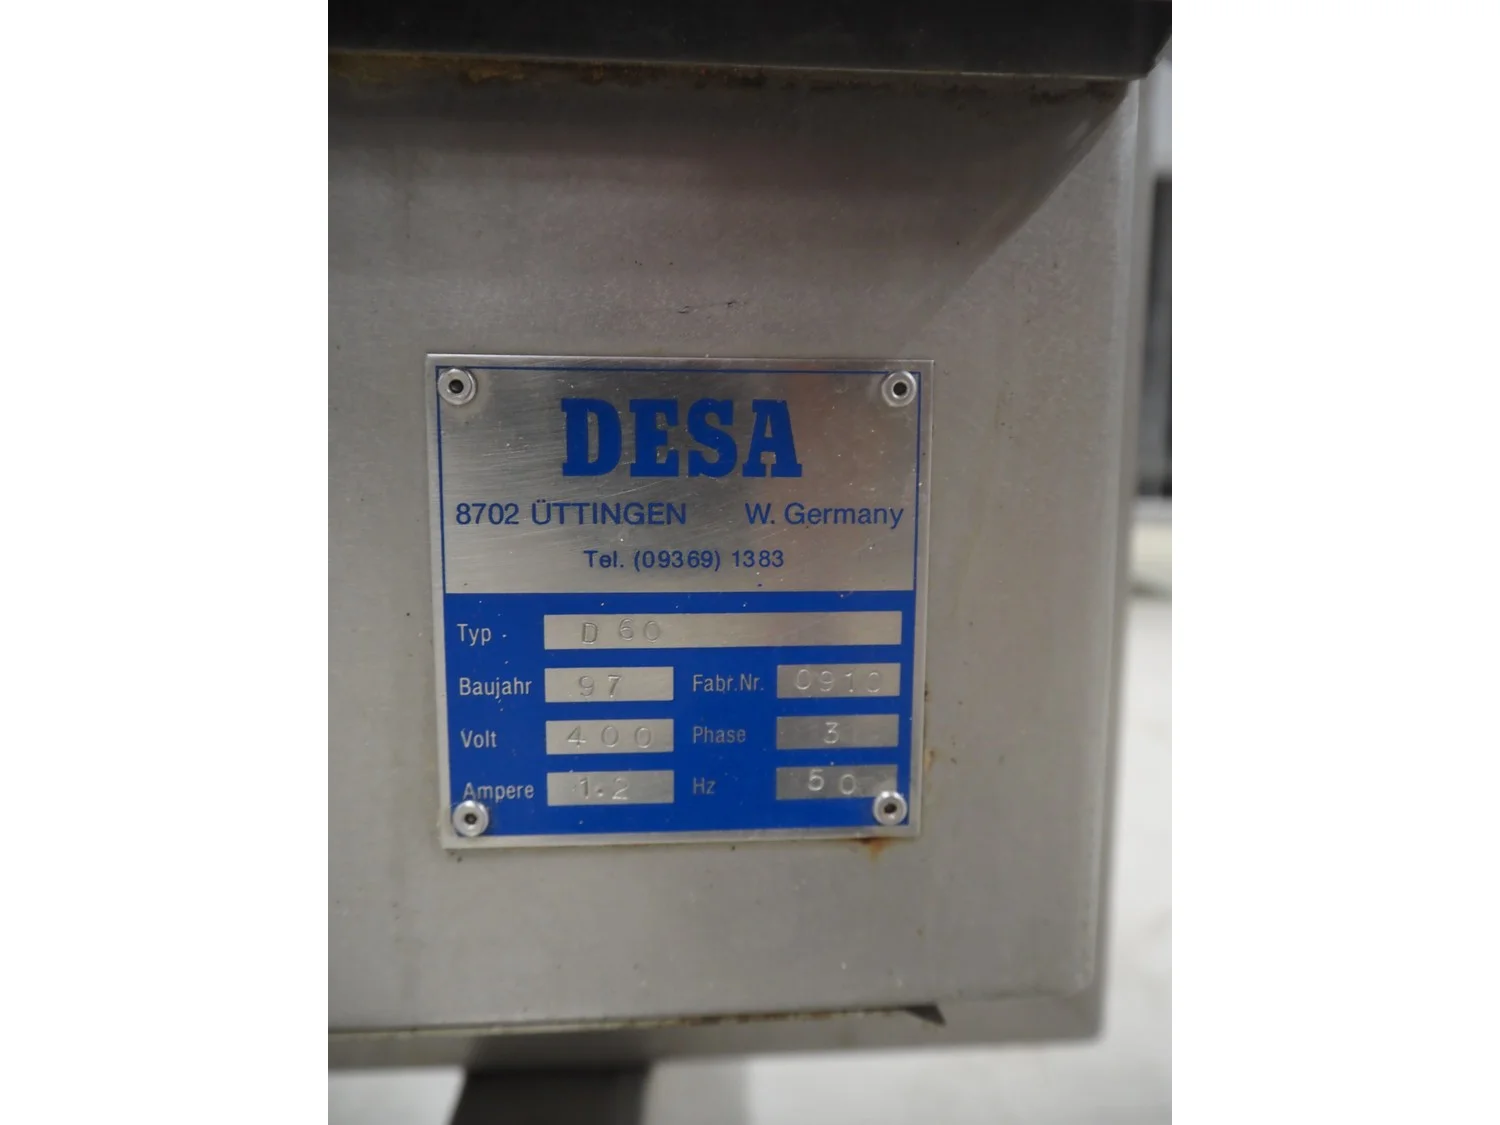 DESA
8702 ÜTTINGEN W. Germany
Tel. (09369) 1383
Typ D 60
Baujahr 97 Fabr.Nr. 0910
Volt 400 Phase 3
Ampere 1.2 Hz 50